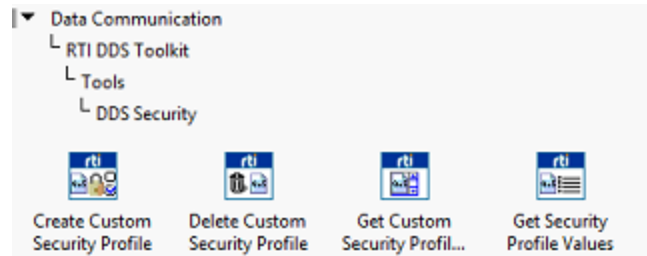 Data Communication
RTI DDS Toolkit
Tools
DDS Security
rti rti rti rti
Create Custom Delete Custom Get Custom Get Security
Security Profile Security Profile Security Profil... Profile Values